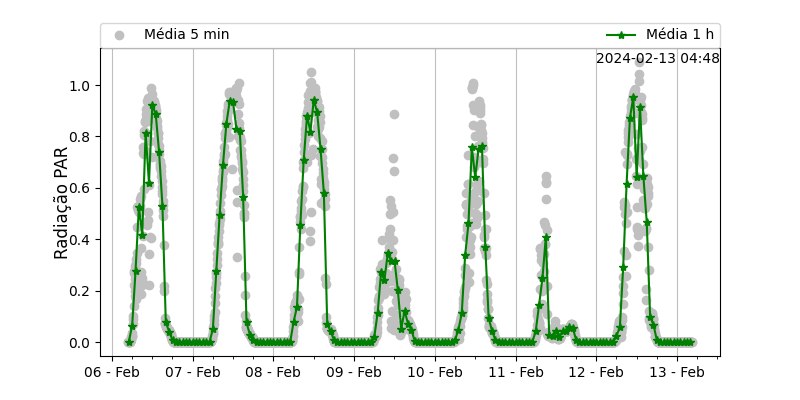 Média 5 min
Média 1 h
2024-02-13 04:48
Radiação PAR
1.0
0.8
0.6
0.4
0.2
0.0
06 - Feb
07 - Feb
08 - Feb
09 - Feb
10 - Feb
11 - Feb
12 - Feb
13 - Feb